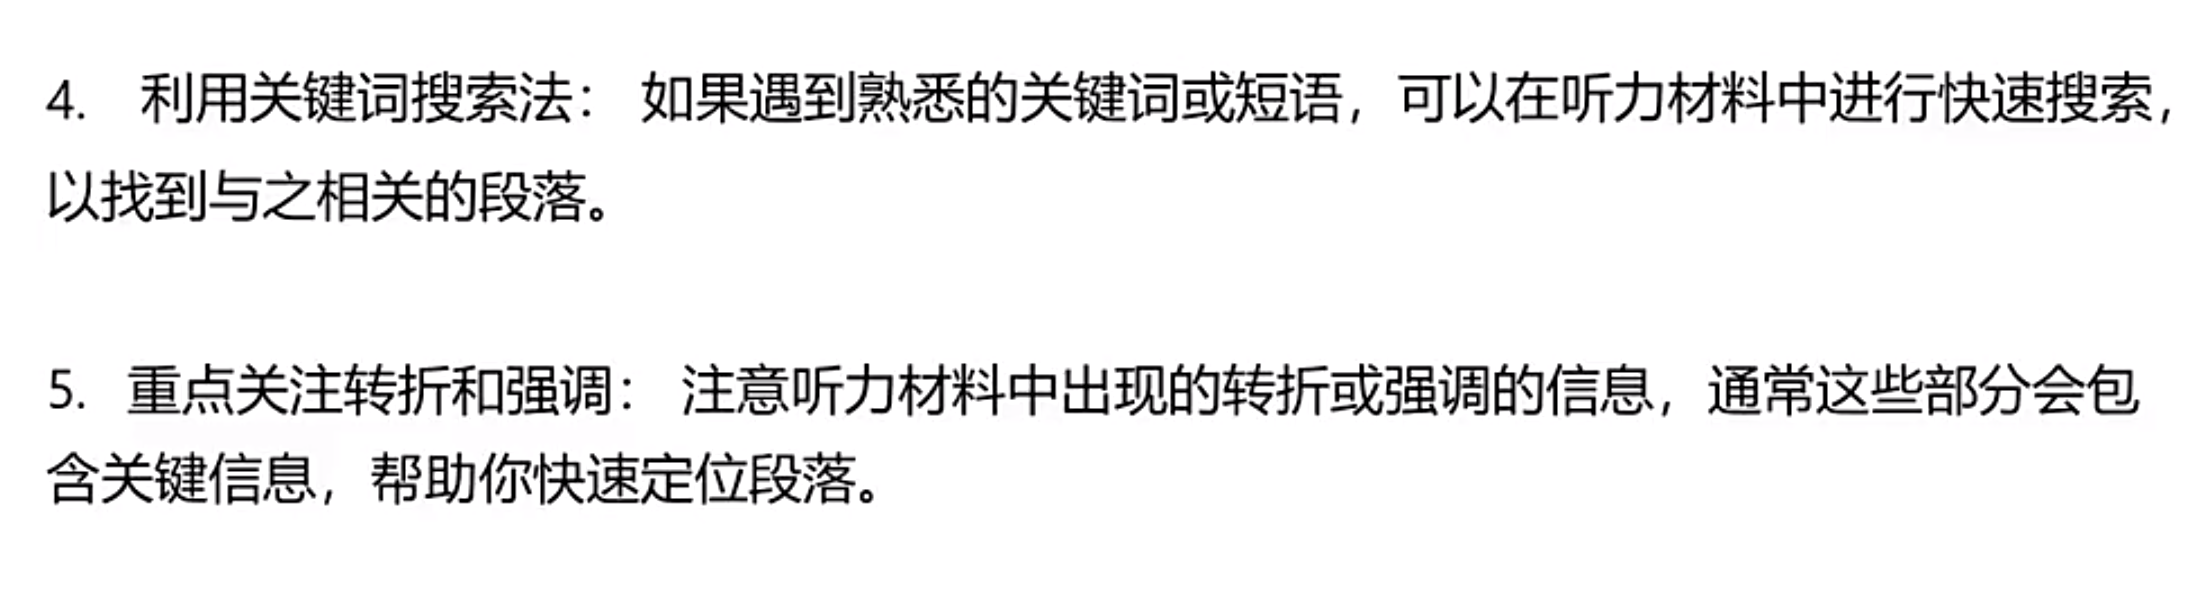 4. 利用关键词搜索法： 如果遇到熟悉的关键词或短语，可以在听力材料中进行快速搜索，
以找到与之相关的段落。
5. 重点关注转折和强调： 注意听力材料中出现的转折或强调的信息，通常这些部分会包
含关键信息，帮助你快速定位段落。